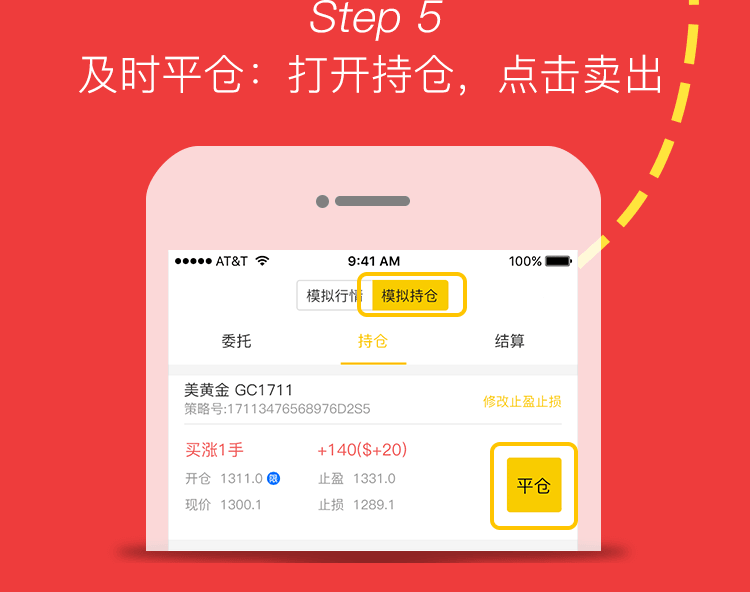 Step 5
及时平仓：打开持仓，点击卖出
AT&T 9:41 AM 100%
模拟行情 模拟持仓
委托 持仓 结算
美黄金 GC1711
策略号:17113476568976D2S5 修改止盈止损
买涨1手 +140($+20)
开仓 1311.0 限 止盈 1331.0
平仓
现价 1300.1 止损 1289.1